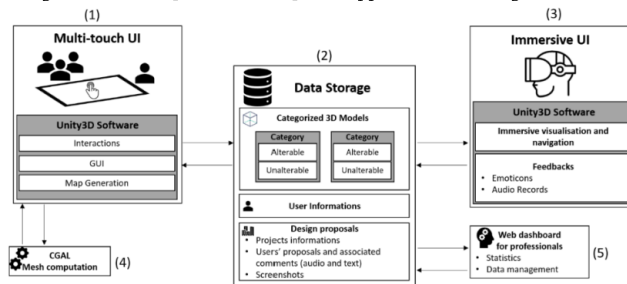 (1)
Multi-touch UI
Unity3D Software
Interactions
GUI
Map Generation
CGAL
Mesh computation
(4)
(2)
Data Storage
Categorized 3D Models
Category
Alterable
Unalterable
Category
Alterable
Unalterable
User Informations
Design proposals
• Projects informations
• Users' proposals and associated
comments (audio and text)
• Screenshots
(3)
Immersive UI
Unity3D Software
Immersive visualisation and
navigation
Feedbacks
• Emoticons
• Audio Records
Web dashboard
for professionals
• Statistics
• Data management
(5)